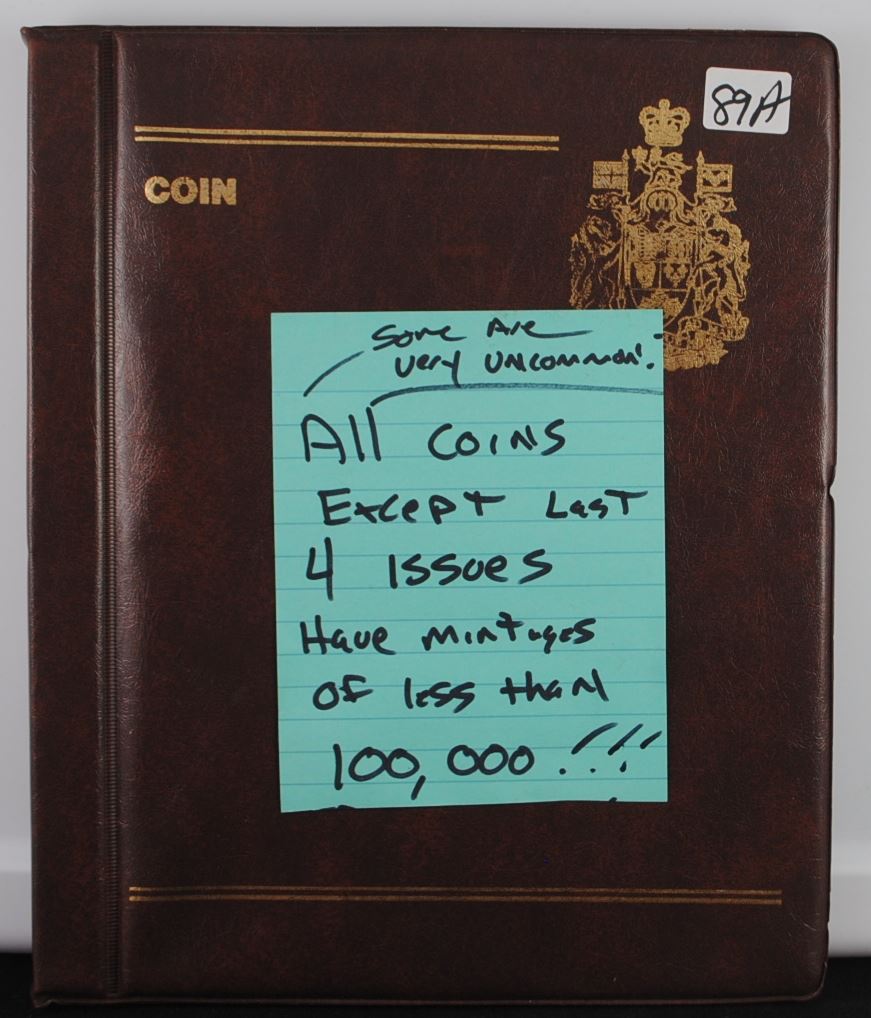 89A
COIN
Some Are
very uncommon!
All coins
Except Last
4 Issues
Have mintages
of less than
100,000...!!!